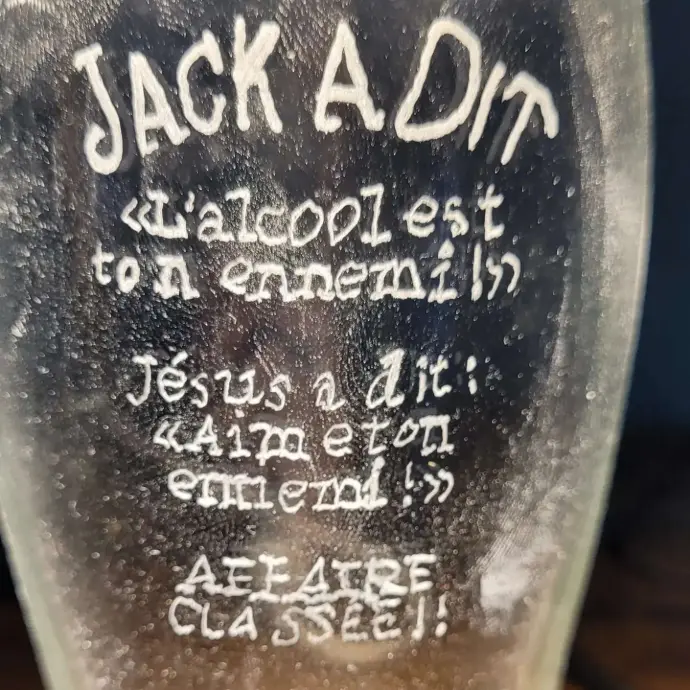 JACK A DIT
«L'alcool est
ton ennemi!»
Jésus a dit:
«Aime ton
ennemi!»
AFFAIRE
CLASSÉE!!